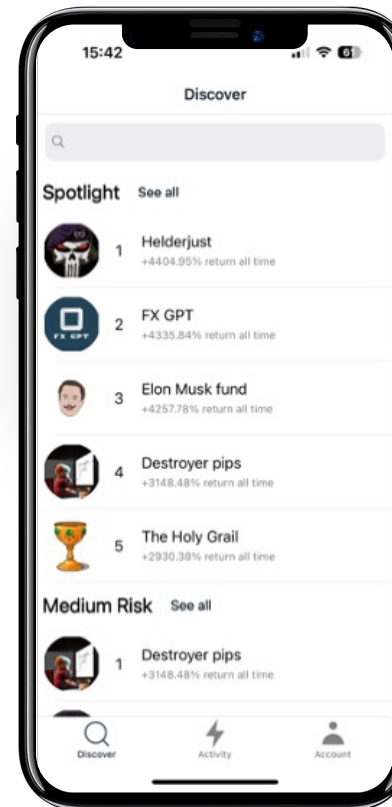 15:42
61
Discover
Spotlight See all
1 Helderjust
+4404.95% return all time
FX GPT
2 FX GPT
+4335.84% return all time
3 Elon Musk fund
+4257.78% return all time
4 Destroyer pips
+3148.48% return all time
5 The Holy Grail
+2930.38% return all time
Medium Risk See all
1 Destroyer pips
+3148.48% return all time
Discover Activity Account